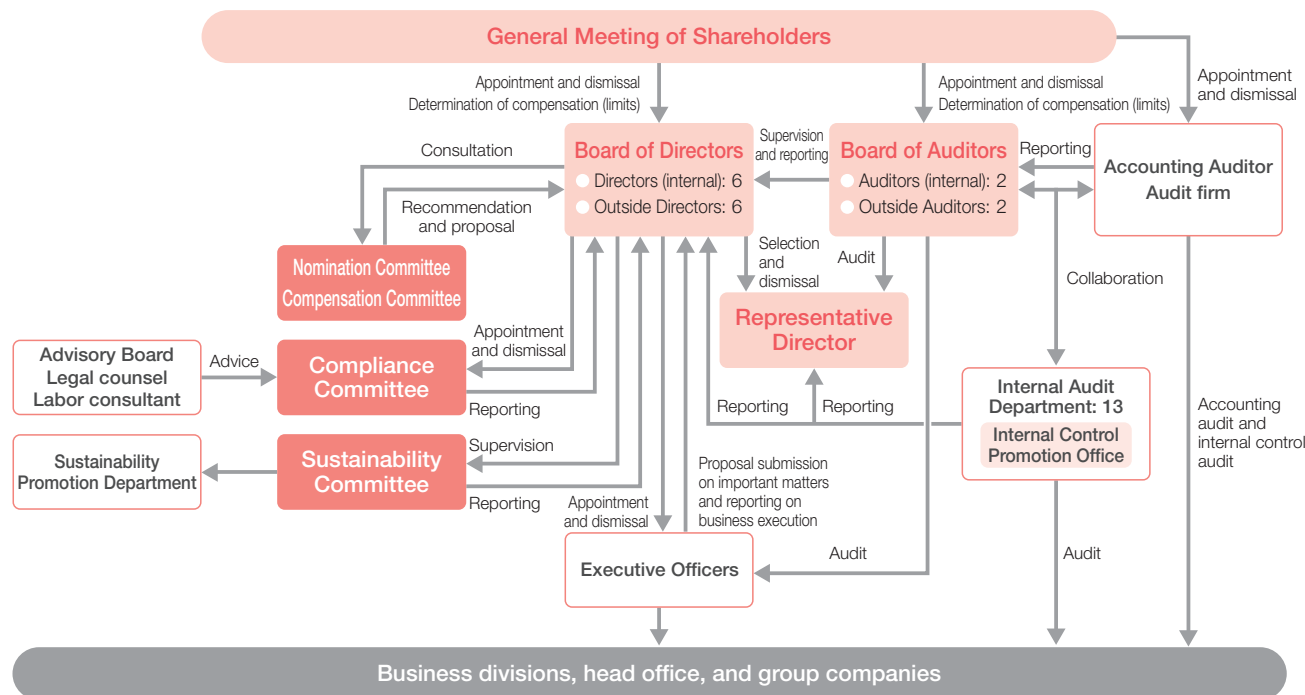 General Meeting of Shareholders
Appointment and dismissal
Determination of compensation (limits)
Appointment and dismissal
Determination of compensation (limits)
Appointment
and dismissal
Consultation
Board of Directors
Directors (internal): 6
Outside Directors: 6
Supervision
and reporting
Board of Auditors
Auditors (internal): 2
Outside Auditors: 2
Reporting
Accounting Auditor
Audit firm
Recommendation
and proposal
Nomination Committee
Compensation Committee
Selection
and
dismissal
Audit
Collaboration
Representative
Director
Advisory Board
Legal counsel
Labor consultant
Advice
Compliance
Committee
Appointment
and dismissal
Reporting
Reporting
Reporting
Internal Audit
Department: 13
Internal Control
Promotion Office
Accounting
audit and
internal control
audit
Sustainability
Promotion Department
Sustainability
Committee
Supervision
Reporting
Appointment
and dismissal
Proposal submission
on important matters
and reporting on
business execution
Executive Officers
Audit
Audit
Business divisions, head office, and group companies